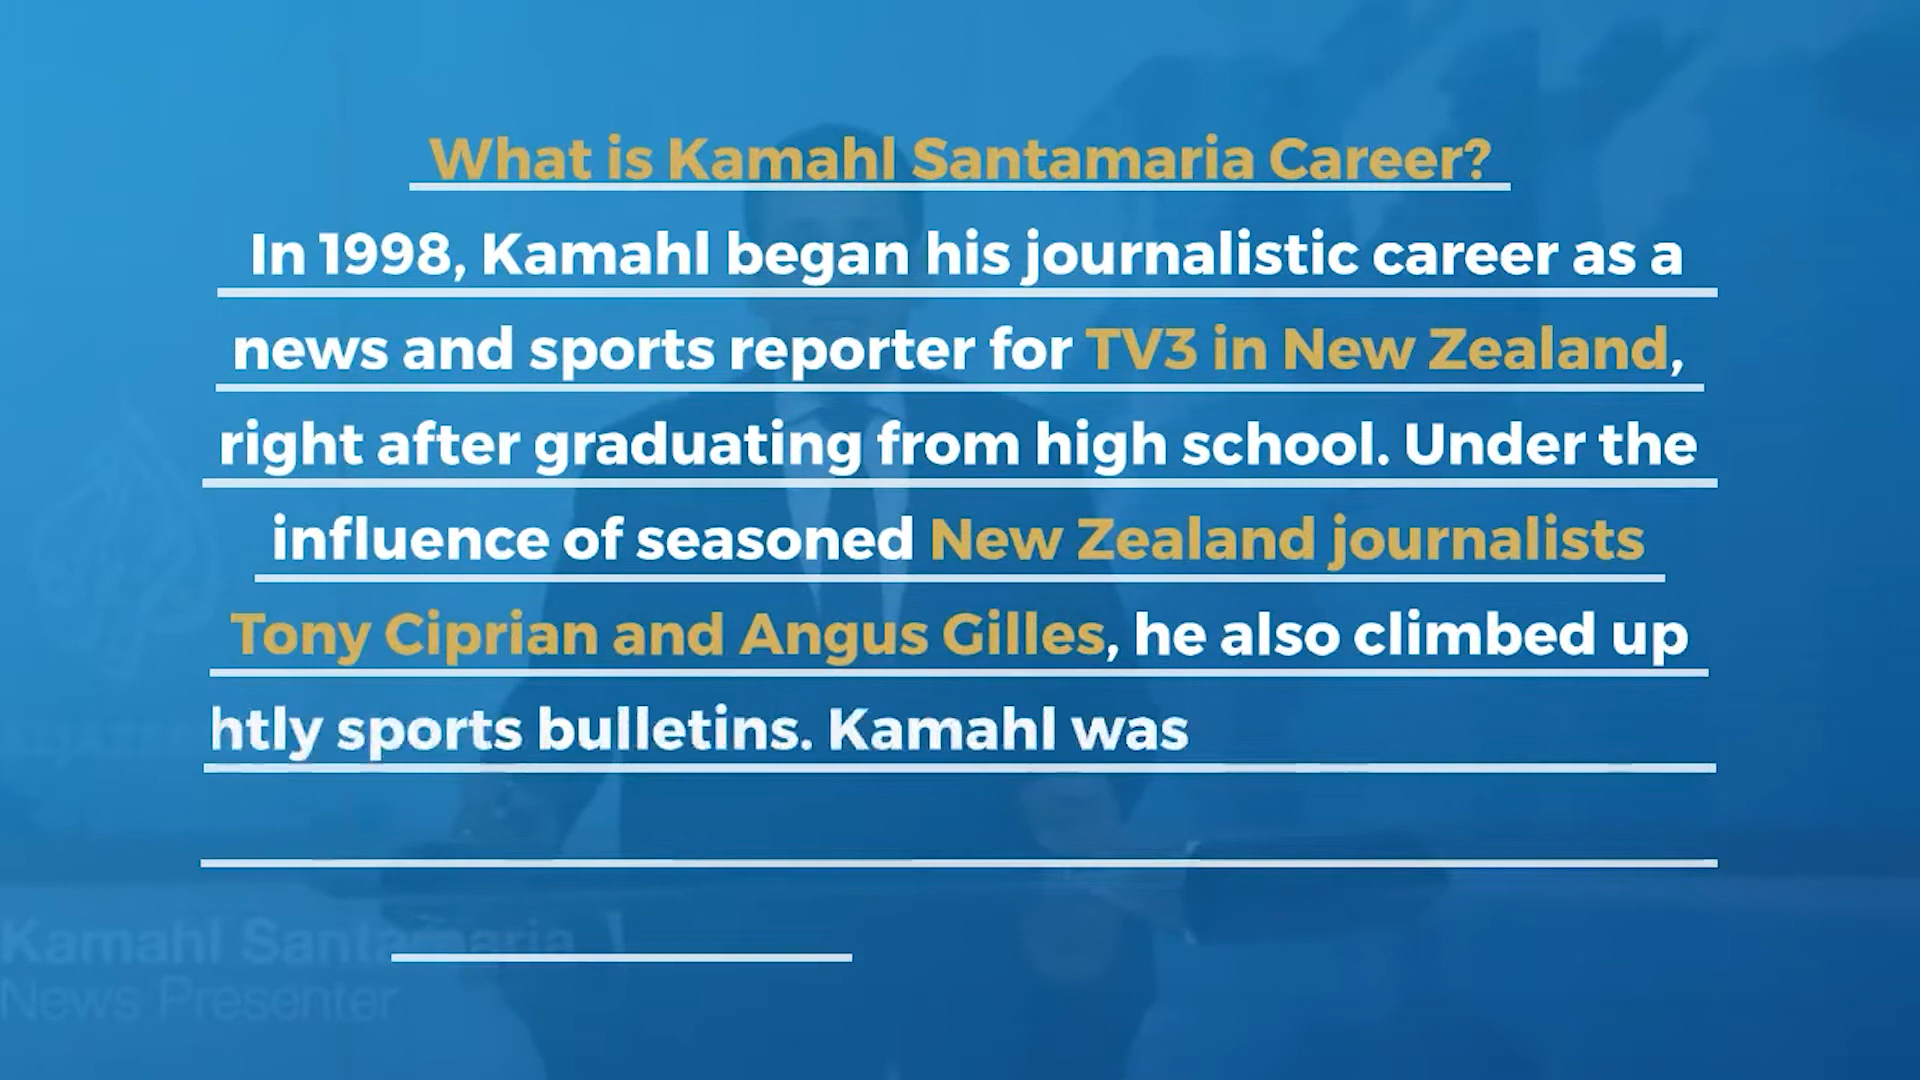 What is Kamahl Santamaria Career?
In 1998, Kamahl began his journalistic career as a
news and sports reporter for TV3 in New Zealand,
right after graduating from high school. Under the
influence of seasoned New Zealand journalists
Tony Ciprian and Angus Gilles, he also climbed up
htly sports bulletins. Kamahl was
Kamahl Santamaria
News Presenter